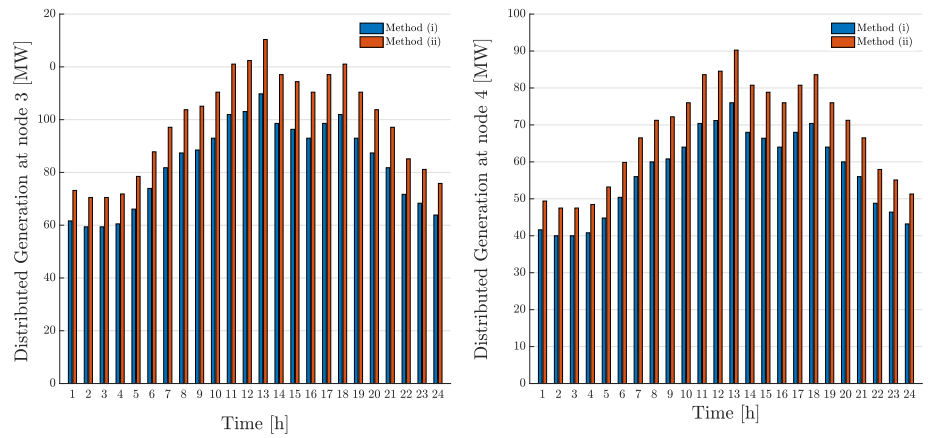 Distributed Generation at node 3 [MW]
20
0
100
80
60
40
20
0
Method (i)
Method (ii)
1 2 3 4 5 6 7 8 9 10 11 12 13 14 15 16 17 18 19 20 21 22 23 24
Time [h]
Distributed Generation at node 4 [MW]
100
90
80
70
60
50
40
30
20
10
0
Method (i)
Method (ii)
1 2 3 4 5 6 7 8 9 10 11 12 13 14 15 16 17 18 19 20 21 22 23 24
Time [h]